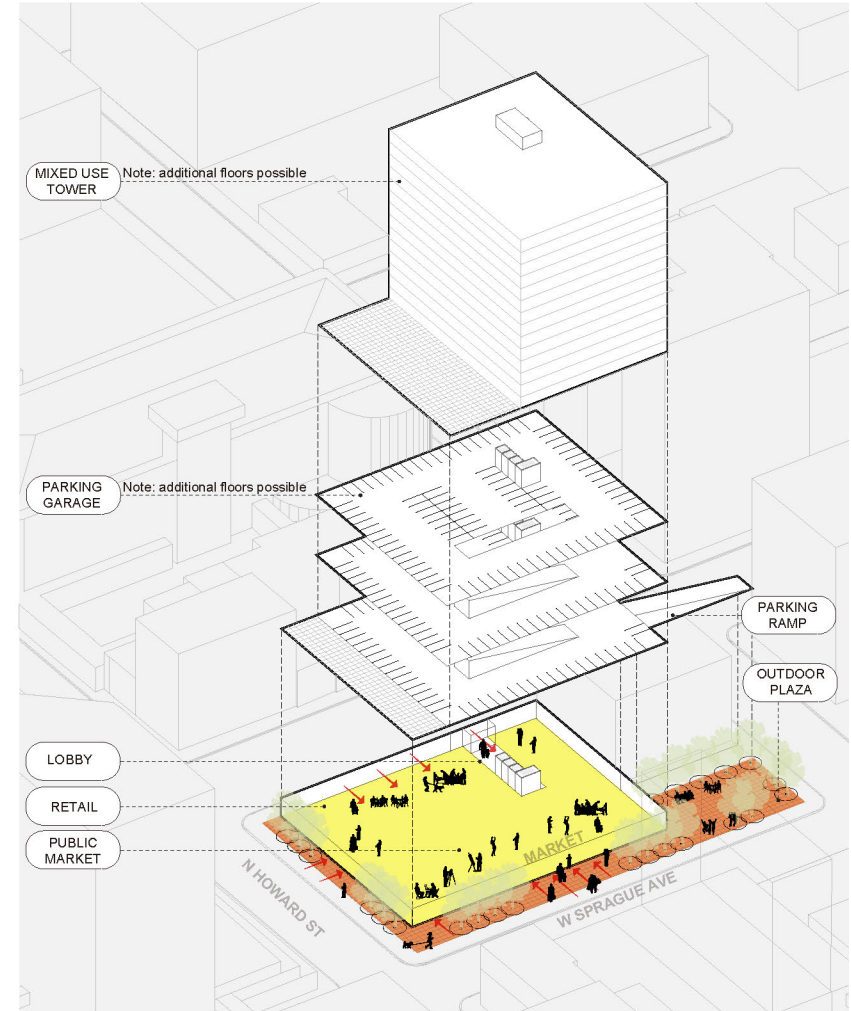 MIXED USE
TOWER
Note: additional floors possible
PARKING
GARAGE
Note: additional floors possible
PARKING
RAMP
OUTDOOR
PLAZA
LOBBY
RETAIL
PUBLIC
MARKET
MARKET
N HOWARD ST
W SPRAGUE AVE